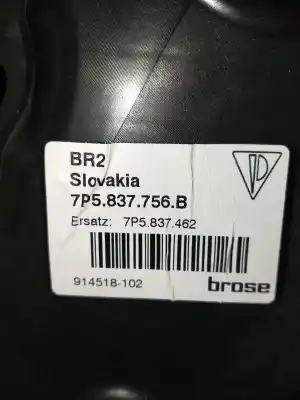 BR2
Slovakia
7P5.837.756.B
Ersatz: 7P5.837.462
914518-102
brose